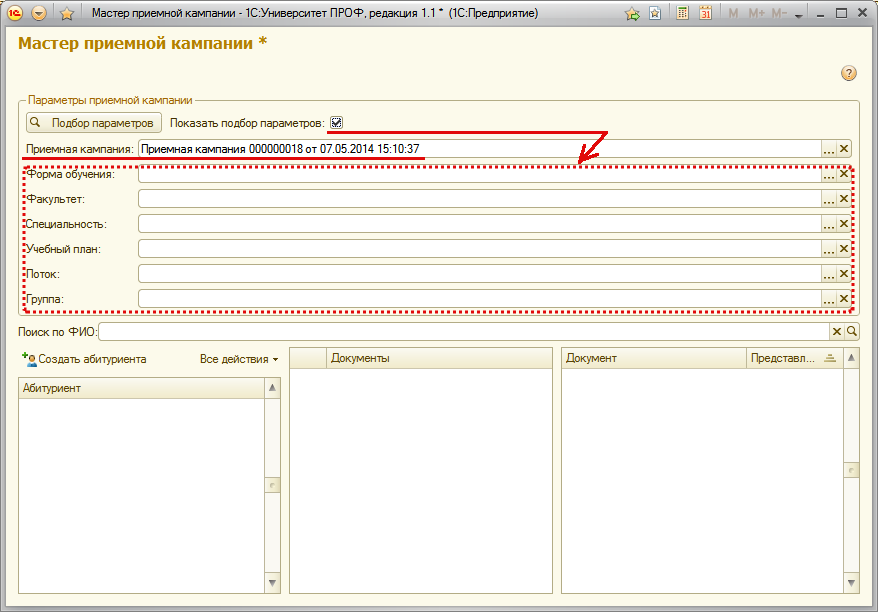 Мастер приемной кампании - 1С:Университет ПРОФ, редакция 1.1 * (1С:Предприятие)
31 M M+ M-
Мастер приемной кампании *
?
Параметры приемной кампании
Подбор параметров Показать подбор параметров:
Приемная кампания: Приемная кампания 000000018 от 07.05.2014 15:10:37 ...
Форма обучения: ...
Факультет: ...
Специальность: ...
Учебный план: ...
Поток: ...
Группа: ...
Поиск по ФИО:
Создать абитуриента Все действия Документы Документ Представл...
Абитуриент